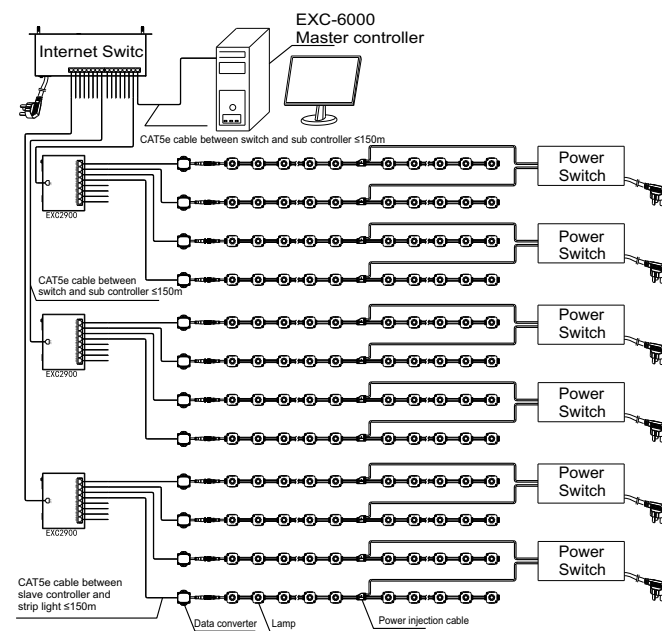 EXC-6000
Master controller
Internet Switc
CAT5e cable between switch and sub controller ≤150m
Power
Switch
EXC2900
Power
Switch
CAT5e cable between
switch and sub controller ≤150m
Power
Switch
EXC2900
Power
Switch
Power
Switch
EXC2900
Power
Switch
CAT5e cable between
slave controller and
strip light ≤150m
Data converter
Lamp
Power injection cable